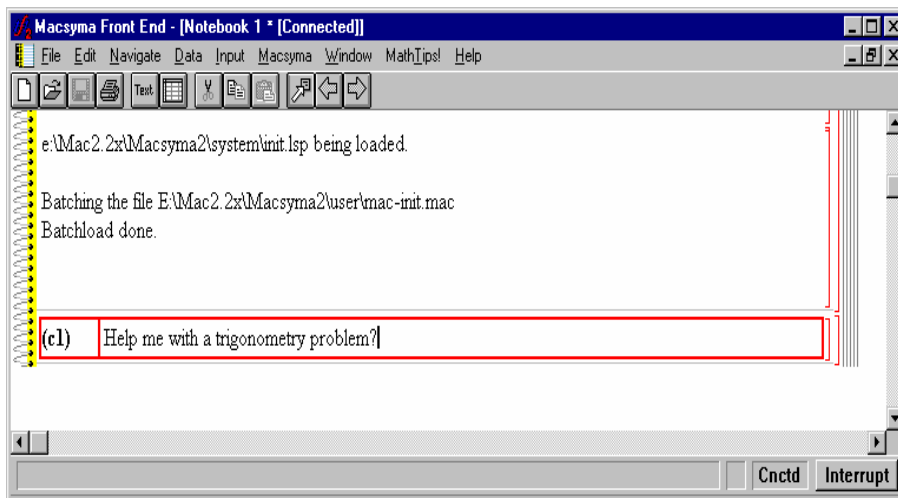 Macsyma Front End - [Notebook 1 * [Connected]]
File Edit Navigate Data Input Macsyma Window MathTips! Help
Text
e:\Mac2.2x\Macsyma2\system\init.lsp being loaded.
Batching the file E:\Mac2.2x\Macsyma2\user\mac-init.mac
Batchload done.
(c1) Help me with a trigonometry problem?
Cnctd Interrupt